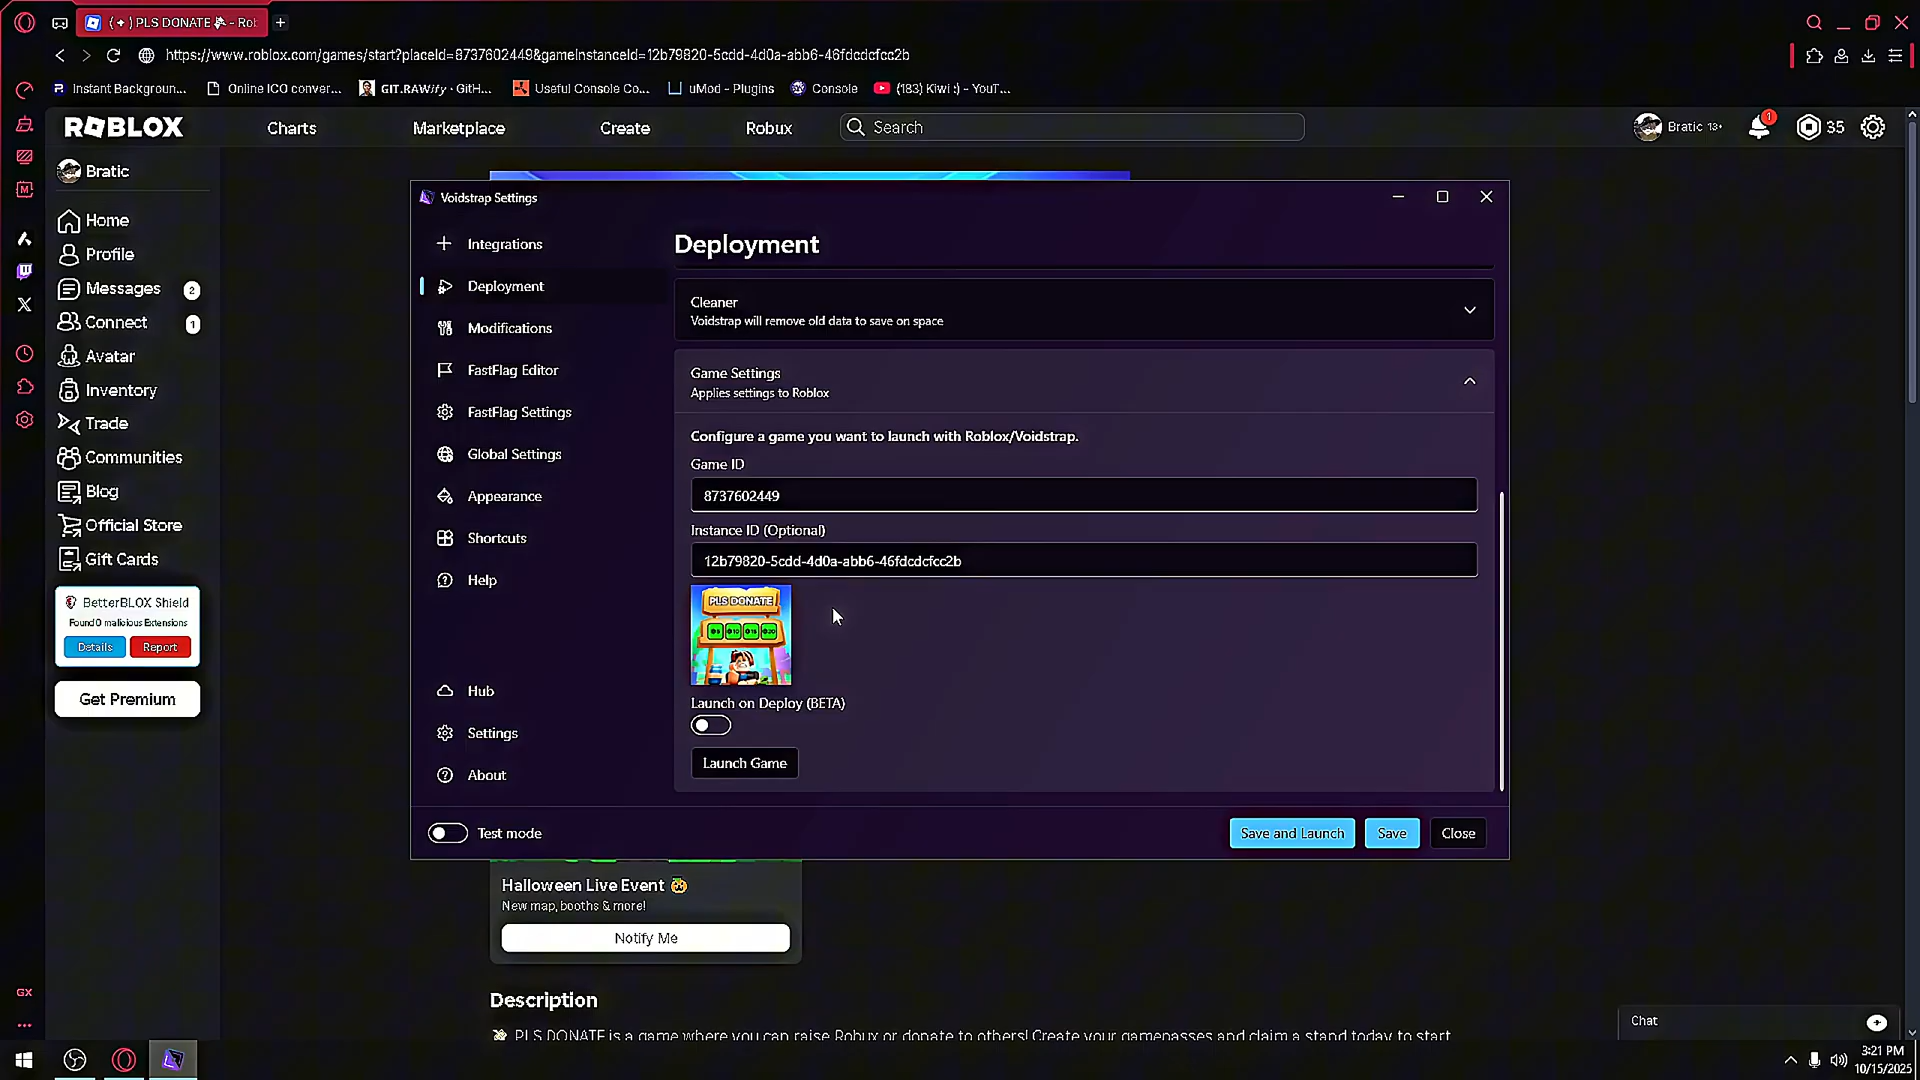 ( ✦ ) PLS DONATE 🍂 - Rob
https://www.roblox.com/games/start?placeId=8737602449&gameInstanceId=12b79820-5cdd-4d0a-abb6-46fdcdcfcc2b
Instant Backgroun... Online ICO conver... GIT.RAWify · GitH... Useful Console Co... uMod - Plugins Console (183) Kiwi :) - YouT...
ROBLOX Charts Marketplace Create Robux Search Bratic 13+ 1 35
Bratic
Home
Profile
Messages 2
Connect 1
Avatar
Inventory
Trade
Communities
Blog
Official Store
Gift Cards
BetterBLOX Shield
Found 0 malicious Extensions
Details Report
Get Premium
Voidstrap Settings
Integrations
Deployment
Modifications
FastFlag Editor
FastFlag Settings
Global Settings
Appearance
Shortcuts
Help
Hub
Settings
About
Deployment
Cleaner
Voidstrap will remove old data to save on space
Game Settings
Applies settings to Roblox
Configure a game you want to launch with Roblox/Voidstrap.
Game ID
8737602449
Instance ID (Optional)
12b79820-5cdd-4d0a-abb6-46fdcdcfcc2b
PLS DONATE
Launch on Deploy (BETA)
Launch Game
Test mode
Save and Launch Save Close
Halloween Live Event 🎃
New map, booths & more!
Notify Me
Description
PLS DONATE is a game where you can raise Robux or donate to others! Create your gamepasses and claim a stand today to start
Chat
GX
3:21 PM
10/15/2025